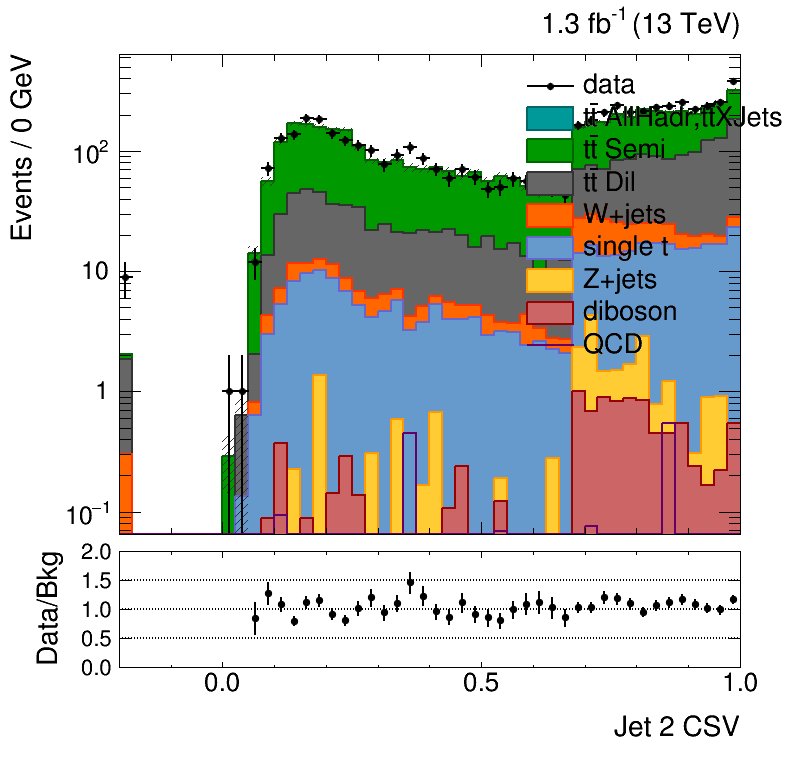 1.3 fb⁻¹ (13 TeV)
Events / 0 GeV
10²
10
1
10⁻¹
data
tt̄ AllHadr,tt̄XJets
tt̄ Semi
tt̄ Dil
W+jets
single t
Z+jets
diboson
QCD
Data/Bkg
2.0
1.5
1.0
0.5
0.0
0.0 0.5 1.0
Jet 2 CSV